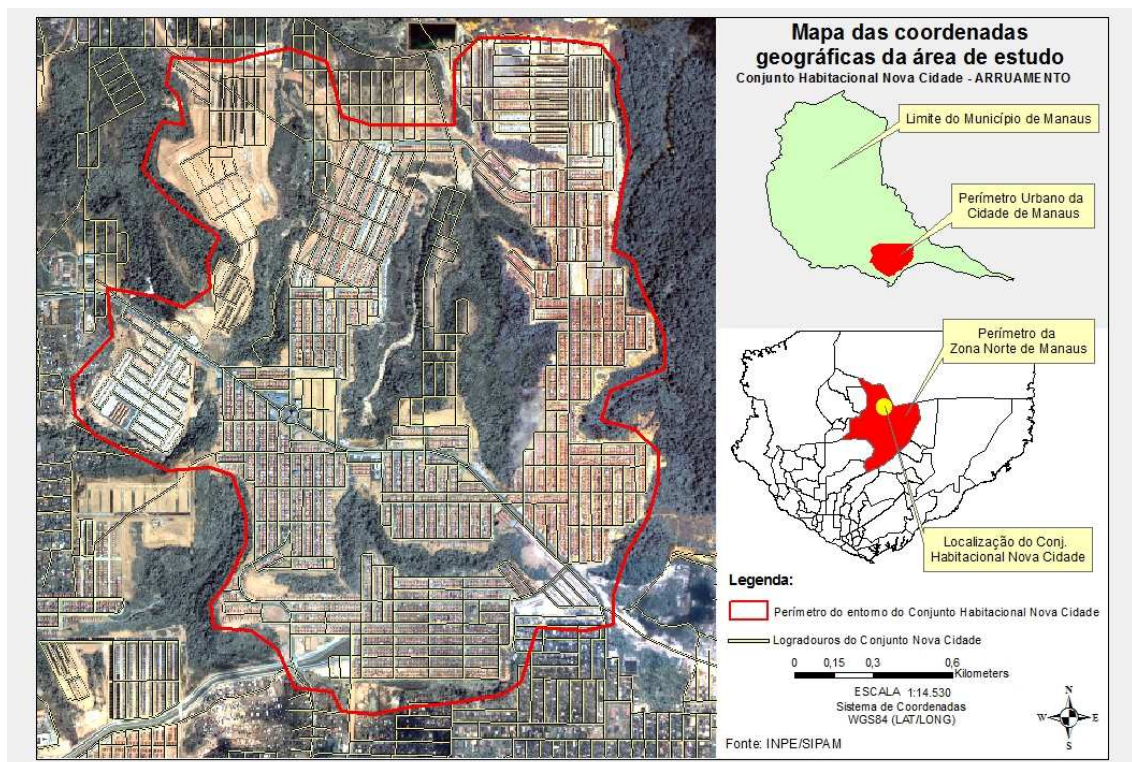 Mapa das coordenadas
geográficas da área de estudo
Conjunto Habitacional Nova Cidade - ARRUAMENTO
Limite do Município de Manaus
Perímetro Urbano da
Cidade de Manaus
Perímetro da
Zona Norte de Manaus
Localização do Conj.
Habitacional Nova Cidade
Legenda:
Perímetro do entorno do Conjunto Habitacional Nova Cidade
Logradouros do Conjunto Nova Cidade
0 0,15 0,3 0,6
Kilometers
ESCALA 1:14.530
Sistema de Coordenadas
WGS84 (LAT/LONG)
N
W E
S
Fonte: INPE/SIPAM